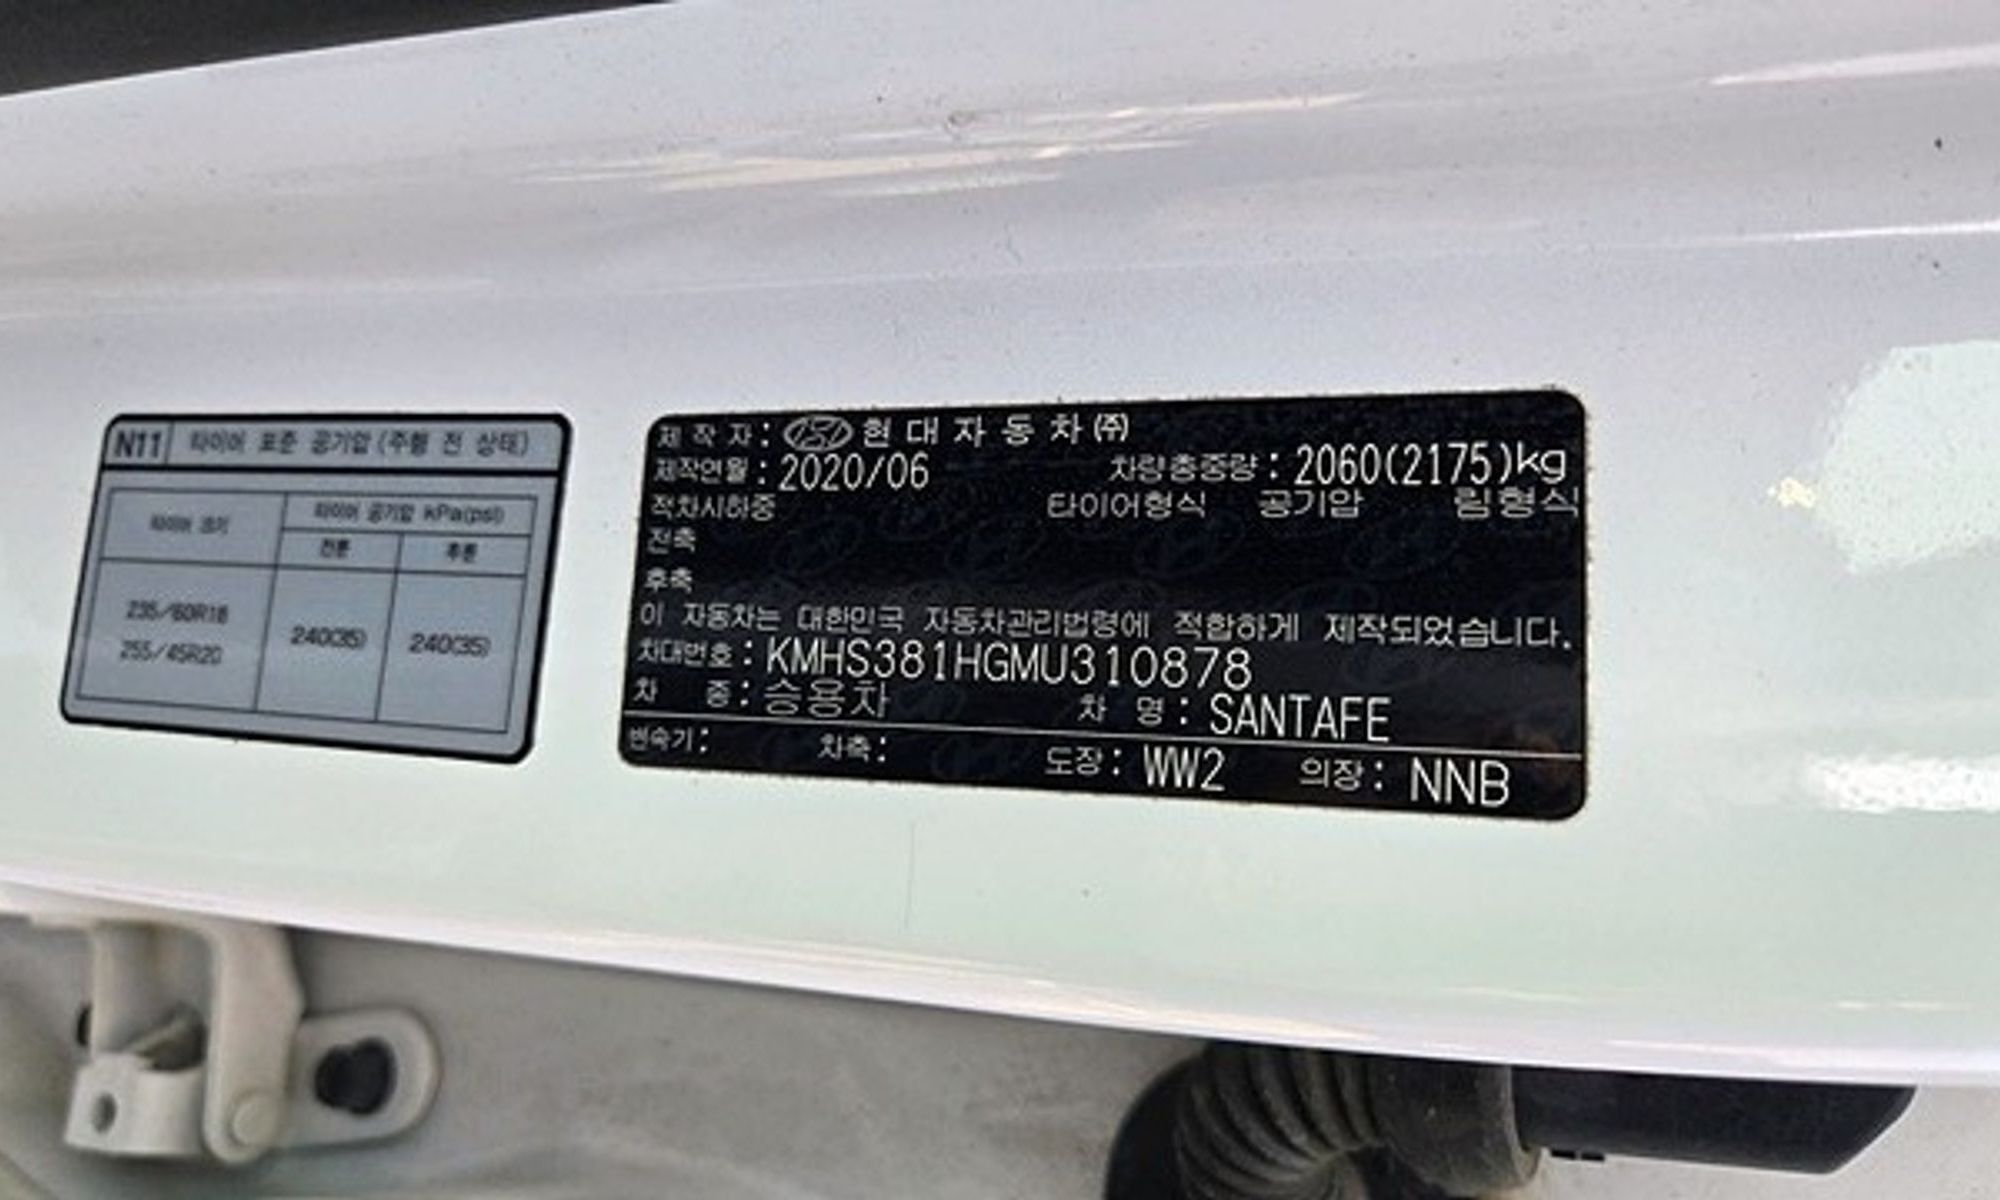 N11 타이어 표준 공기압 (주행 전 상태)
타이어 크기
타이어 공기압 kPa(psi)
전륜 후륜
235/60R18
255/45R20
240(35) 240(35)
제 작 자 : 현 대 자 동 차 ㈜
제작연월 : 2020/06 차량총중량 : 2060(2175)kg
적차시하중 타이어형식 공기압 림형식
전축
후축
이 자동차는 대한민국 자동차관리법령에 적합하게 제작되었습니다.
차대번호 : KMHS381HGMU310878
차 종 : 승용차 차 명 : SANTAFE
변속기 : 차축 : 도장 : WW2 의장 : NNB